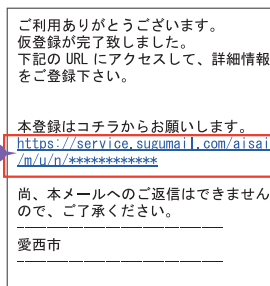 ご利用ありがとうございます。
仮登録が完了致しました。
下記の URL にアクセスして、詳細情報
をご登録下さい。
本登録はコチラからお願いします。
https://service.sugumail.com/aisai
/m/u/n/************
尚、本メールへのご返信はできません
ので、ご了承ください。
愛西市